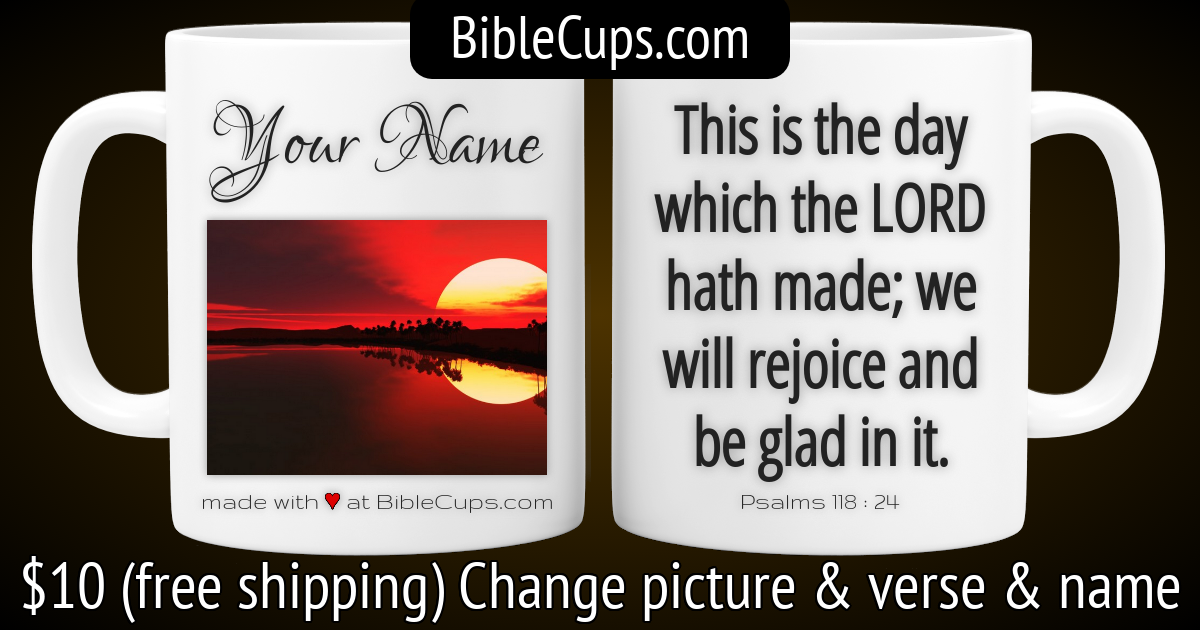 BibleCups.com
Your Name
made with ♥ at BibleCups.com
This is the day
which the LORD
hath made; we
will rejoice and
be glad in it.
Psalms 118 : 24
$10 (free shipping) Change picture & verse & name